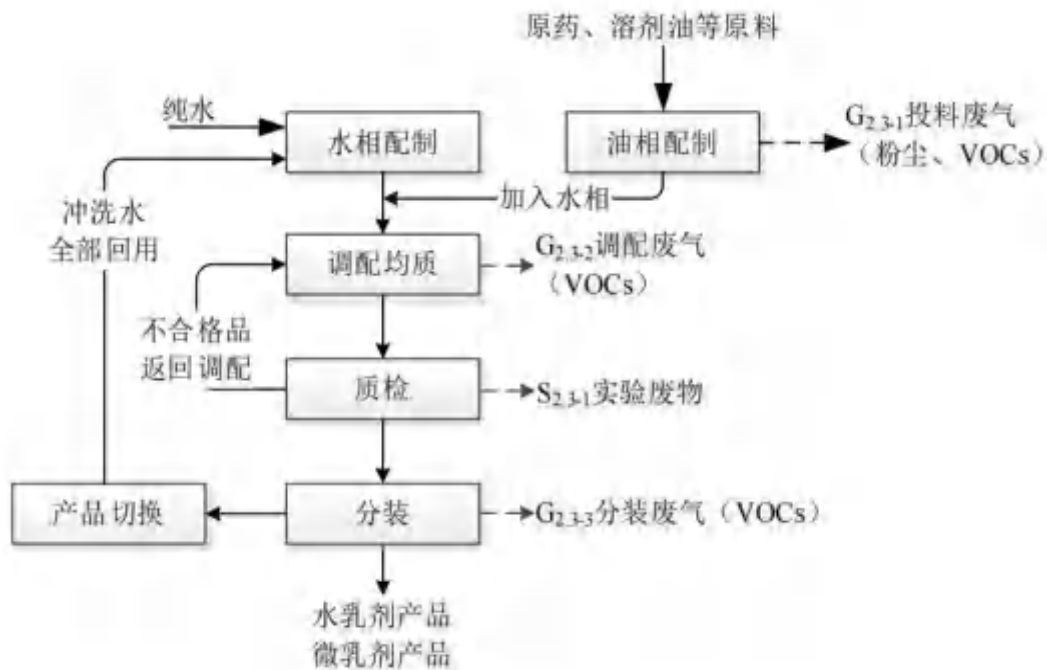 原药、溶剂油等原料
纯水
水相配制
油相配制
G2.3-1投料废气
（粉尘、VOCs）
加入水相
冲洗水
全部回用
调配均质
G2.3-2调配废气
（VOCs）
不合格品
返回调配
质检
S2.3-1实验废物
产品切换
分装
G2.3-3分装废气（VOCs）
水乳剂产品
微乳剂产品